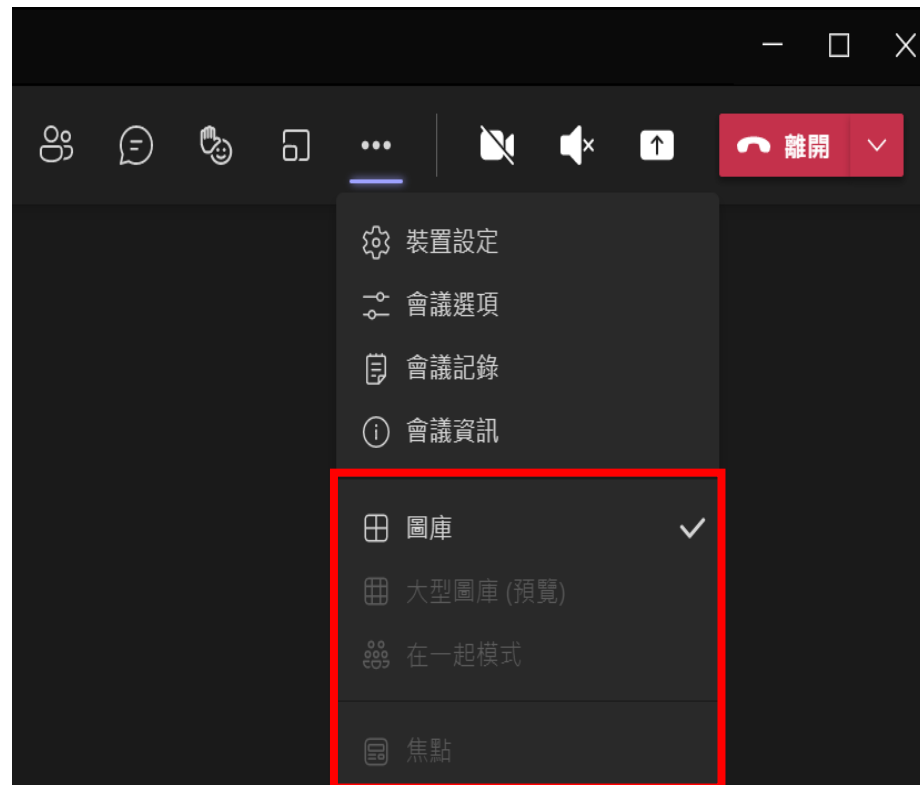 離開
裝置設定
會議選項
會議記錄
會議資訊
圖庫
大型圖庫 (預覽)
在一起模式
焦點